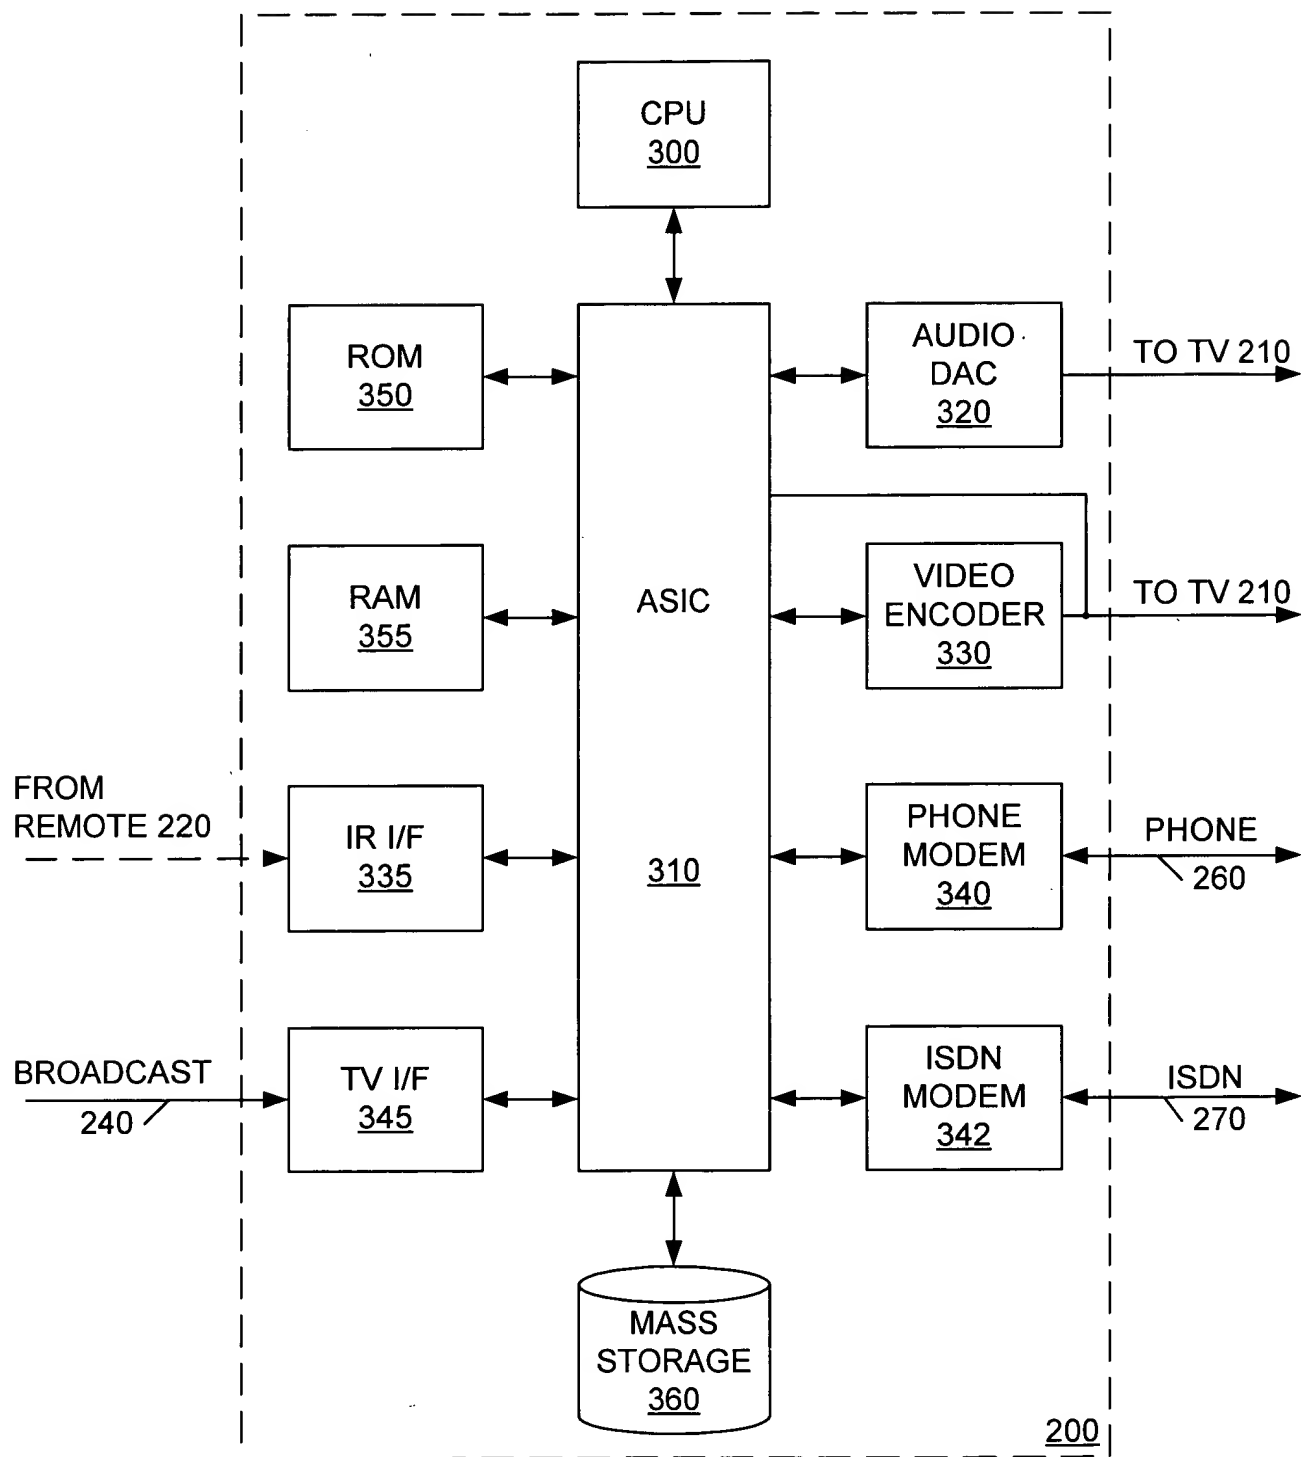 CPU
300
ROM
350
AUDIO
DAC
320
TO TV 210
RAM
355
ASIC
310
VIDEO
ENCODER
330
TO TV 210
FROM
REMOTE 220
IR I/F
335
PHONE
MODEM
340
PHONE
260
BROADCAST
240
TV I/F
345
ISDN
MODEM
342
ISDN
270
MASS
STORAGE
360
200